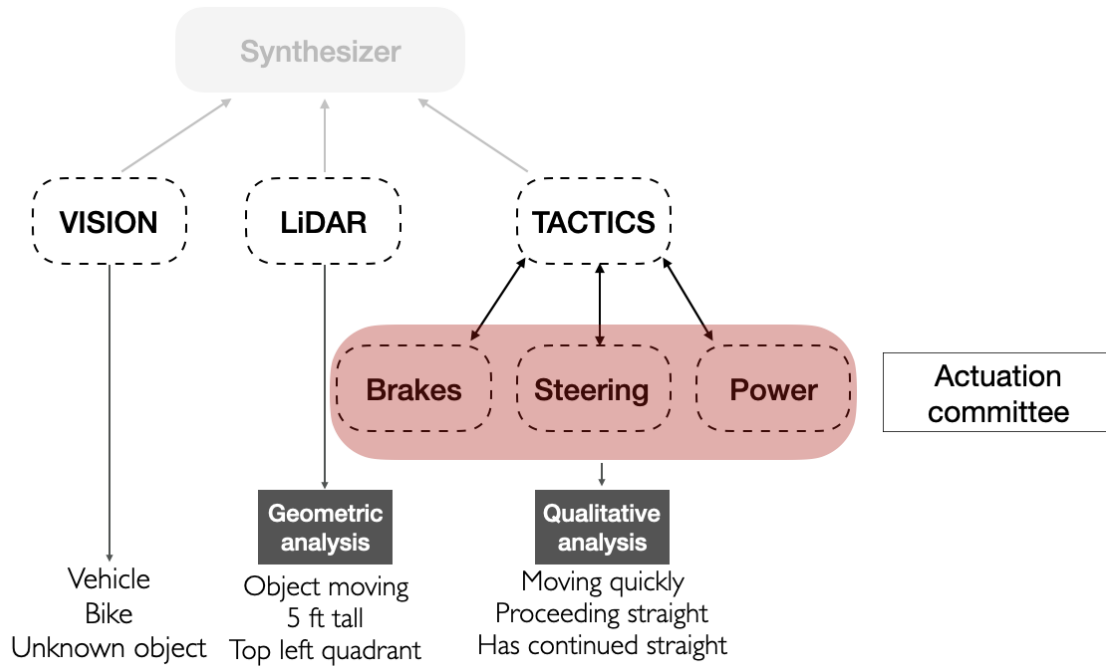 Synthesizer
VISION
LiDAR
TACTICS
Brakes
Steering
Power
Actuation
committee
Geometric
analysis
Qualitative
analysis
Vehicle
Bike
Unknown object
Object moving
5 ft tall
Top left quadrant
Moving quickly
Proceeding straight
Has continued straight